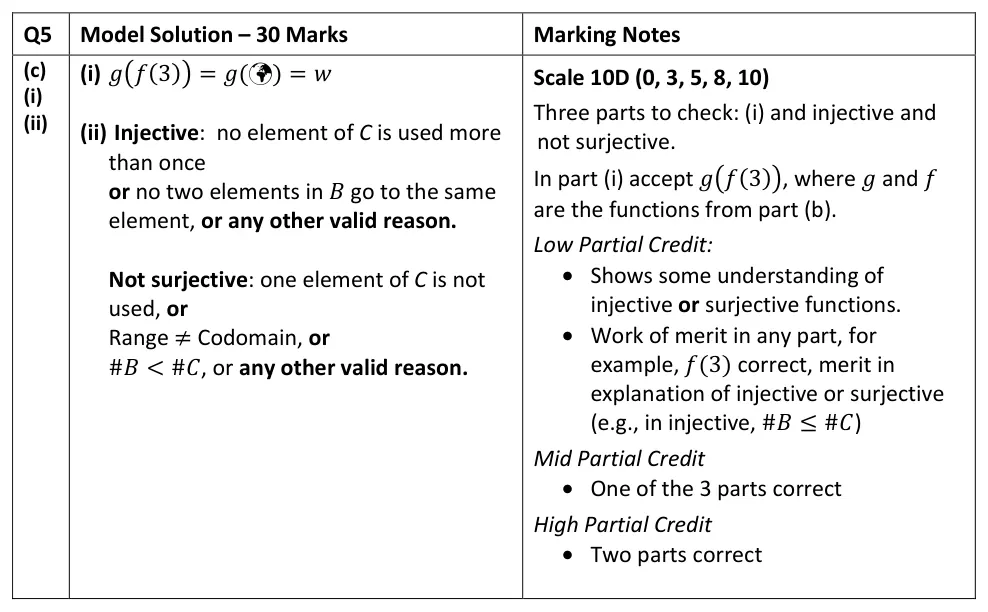 Q5 Model Solution – 30 Marks Marking Notes
(c)
(i)
(ii)
(i) g(f(3)) = g(🌍) = w
(ii) Injective: no element of C is used more
than once
or no two elements in B go to the same
element, or any other valid reason.
Not surjective: one element of C is not
used, or
Range ≠ Codomain, or
#B < #C, or any other valid reason.
Scale 10D (0, 3, 5, 8, 10)
Three parts to check: (i) and injective and
not surjective.
In part (i) accept g(f(3)), where g and f
are the functions from part (b).
Low Partial Credit:
• Shows some understanding of
injective or surjective functions.
• Work of merit in any part, for
example, f(3) correct, merit in
explanation of injective or surjective
(e.g., in injective, #B ≤ #C)
Mid Partial Credit
• One of the 3 parts correct
High Partial Credit
• Two parts correct